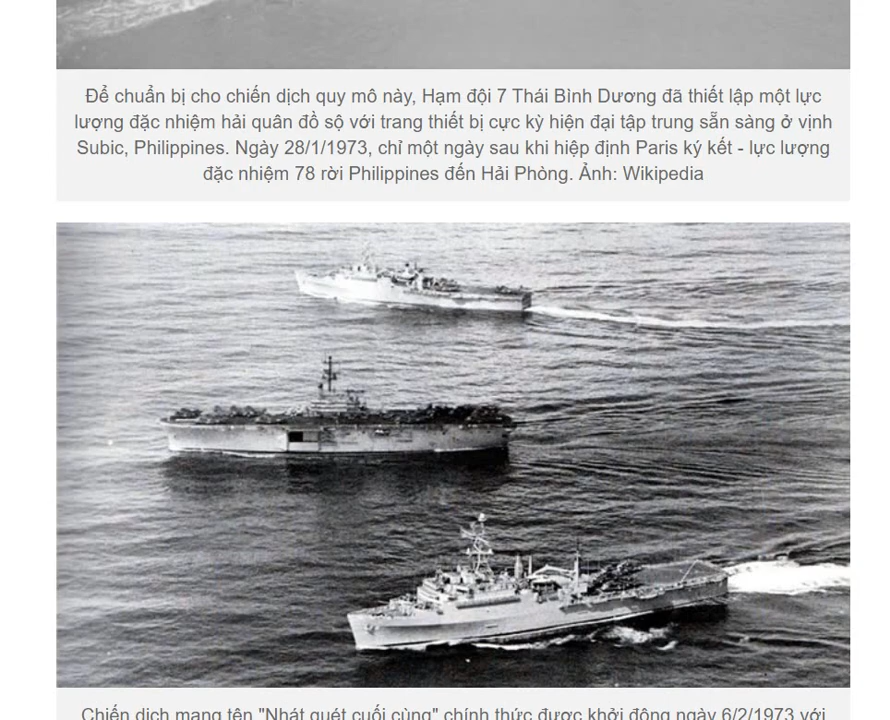 Để chuẩn bị cho chiến dịch quy mô này, Hạm đội 7 Thái Bình Dương đã thiết lập một lực
lượng đặc nhiệm hải quân đồ sộ với trang thiết bị cực kỳ hiện đại tập trung sẵn sàng ở vịnh
Subic, Philippines. Ngày 28/1/1973, chỉ một ngày sau khi hiệp định Paris ký kết - lực lượng
đặc nhiệm 78 rời Philippines đến Hải Phòng. Ảnh: Wikipedia
Chiến dịch mang tên "Nhát quét cuối cùng" chính thức được khởi động ngày 6/2/1973 với